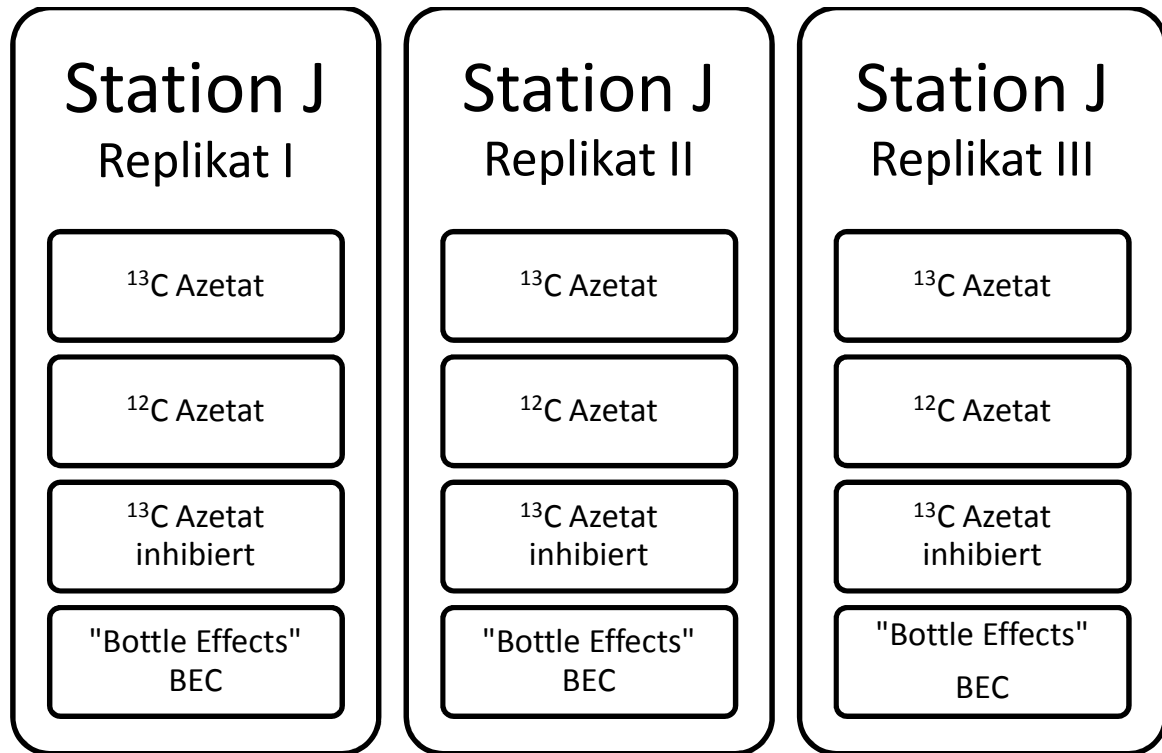 Station J
Replikat I
¹³C Azetat
¹²C Azetat
¹³C Azetat
inhibiert
"Bottle Effects"
BEC
Station J
Replikat II
¹³C Azetat
¹²C Azetat
¹³C Azetat
inhibiert
"Bottle Effects"
BEC
Station J
Replikat III
¹³C Azetat
¹²C Azetat
¹³C Azetat
inhibiert
"Bottle Effects"
BEC